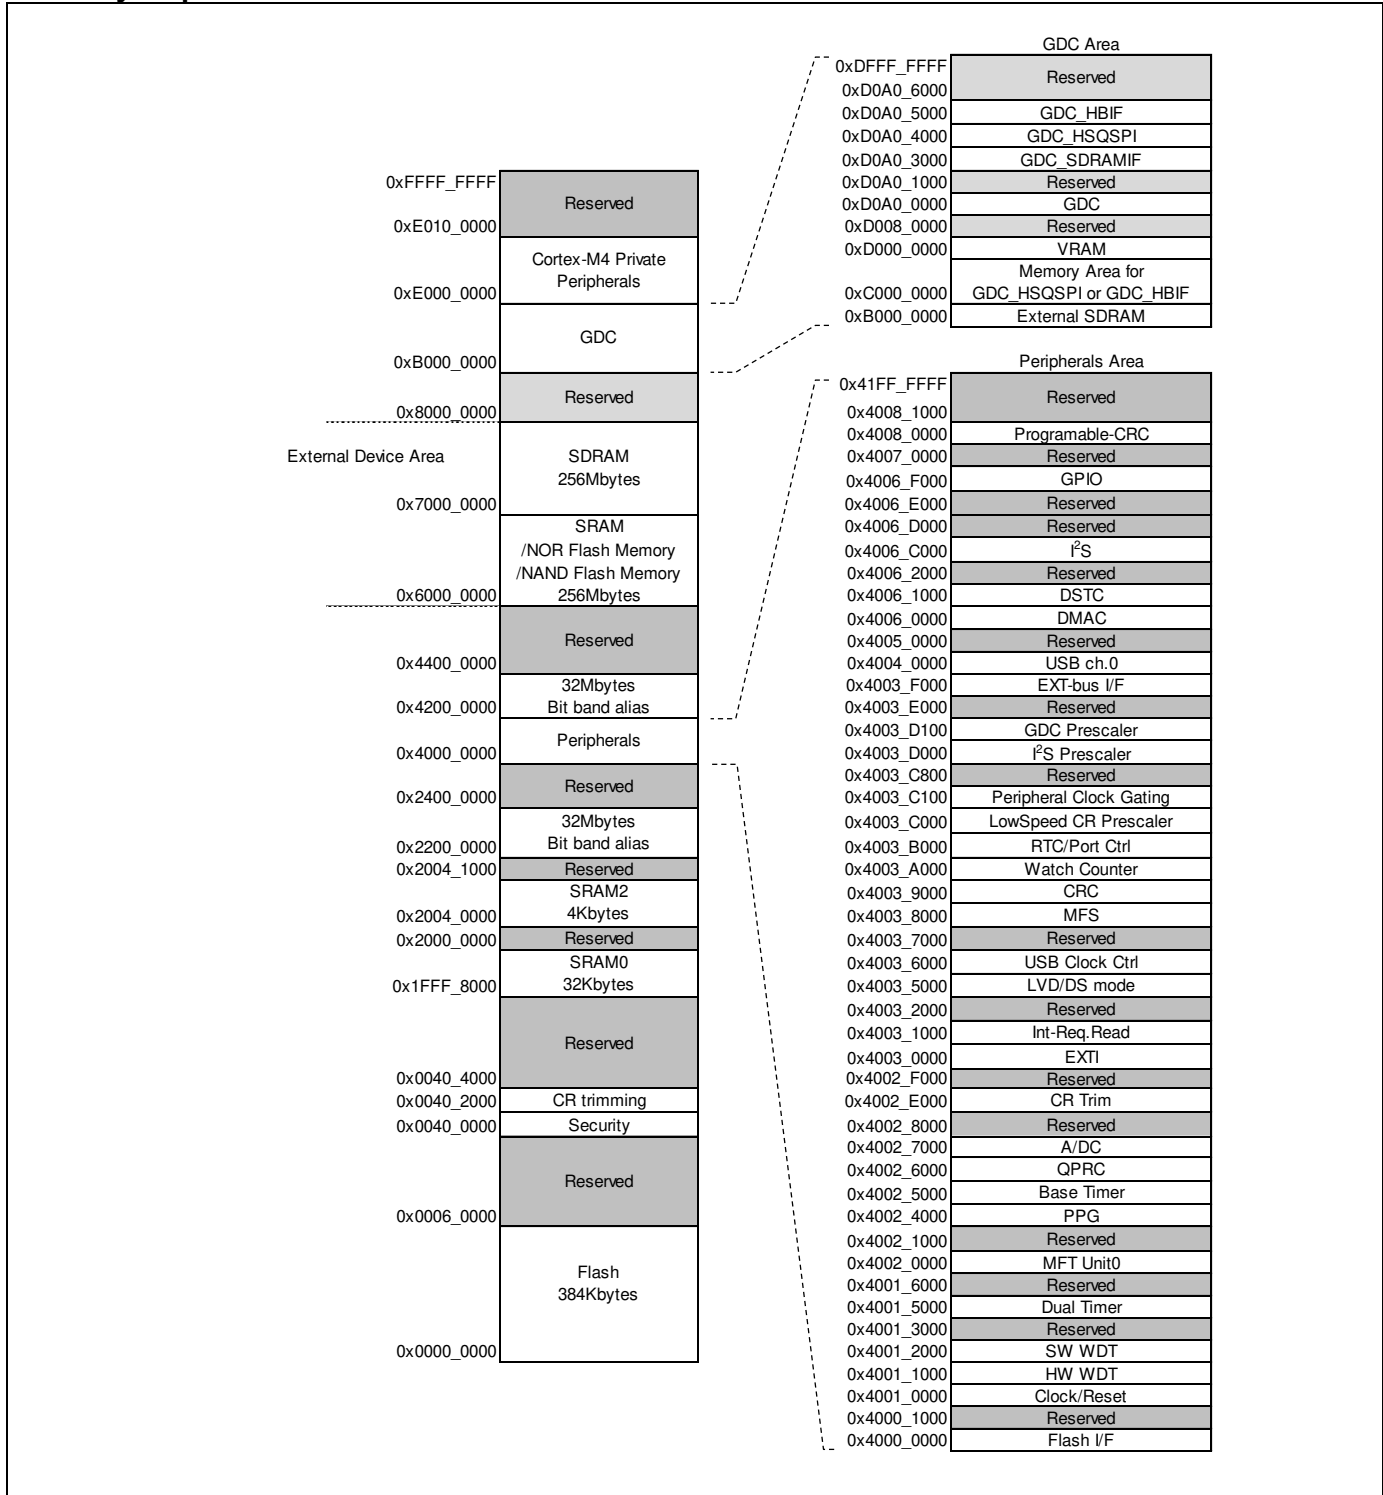 GDC Area
0xDFFF_FFFF
Reserved
0xD0A0_6000
0xD0A0_5000 GDC_HBIF
0xD0A0_4000 GDC_HSQSPI
0xD0A0_3000 GDC_SDRAMIF
0xD0A0_1000 Reserved
0xD0A0_0000 GDC
0xD008_0000 Reserved
0xD000_0000 VRAM
Memory Area for
0xC000_0000 GDC_HSQSPI or GDC_HBIF
0xB000_0000 External SDRAM
0xFFFF_FFFF
Reserved
0xE010_0000
Cortex-M4 Private
Peripherals
0xE000_0000
GDC
0xB000_0000
Reserved
0x8000_0000
External Device Area
SDRAM
256Mbytes
0x7000_0000
SRAM
/NOR Flash Memory
/NAND Flash Memory
0x6000_0000 256Mbytes
Reserved
0x4400_0000
32Mbytes
0x4200_0000 Bit band alias
Peripherals
0x4000_0000
Reserved
0x2400_0000
32Mbytes
0x2200_0000 Bit band alias
0x2004_1000 Reserved
SRAM2
0x2004_0000 4Kbytes
0x2000_0000 Reserved
SRAM0
0x1FFF_8000 32Kbytes
Reserved
0x0040_4000
0x0040_2000 CR trimming
0x0040_0000 Security
Reserved
0x0006_0000
Flash
384Kbytes
0x0000_0000
Peripherals Area
0x41FF_FFFF
Reserved
0x4008_1000
0x4008_0000 Programable-CRC
0x4007_0000 Reserved
0x4006_F000 GPIO
0x4006_E000 Reserved
0x4006_D000 Reserved
0x4006_C000 I²S
0x4006_2000 Reserved
0x4006_1000 DSTC
0x4006_0000 DMAC
0x4005_0000 Reserved
0x4004_0000 USB ch.0
0x4003_F000 EXT-bus I/F
0x4003_E000 Reserved
0x4003_D100 GDC Prescaler
0x4003_D000 I²S Prescaler
0x4003_C800 Reserved
0x4003_C100 Peripheral Clock Gating
0x4003_C000 LowSpeed CR Prescaler
0x4003_B000 RTC/Port Ctrl
0x4003_A000 Watch Counter
0x4003_9000 CRC
0x4003_8000 MFS
0x4003_7000 Reserved
0x4003_6000 USB Clock Ctrl
0x4003_5000 LVD/DS mode
0x4003_2000 Reserved
0x4003_1000 Int-Req.Read
0x4003_0000 EXTI
0x4002_F000 Reserved
0x4002_E000 CR Trim
0x4002_8000 Reserved
0x4002_7000 A/DC
0x4002_6000 QPRC
0x4002_5000 Base Timer
0x4002_4000 PPG
0x4002_1000 Reserved
0x4002_0000 MFT Unit0
0x4001_6000 Reserved
0x4001_5000 Dual Timer
0x4001_3000 Reserved
0x4001_2000 SW WDT
0x4001_1000 HW WDT
0x4001_0000 Clock/Reset
0x4000_1000 Reserved
0x4000_0000 Flash I/F